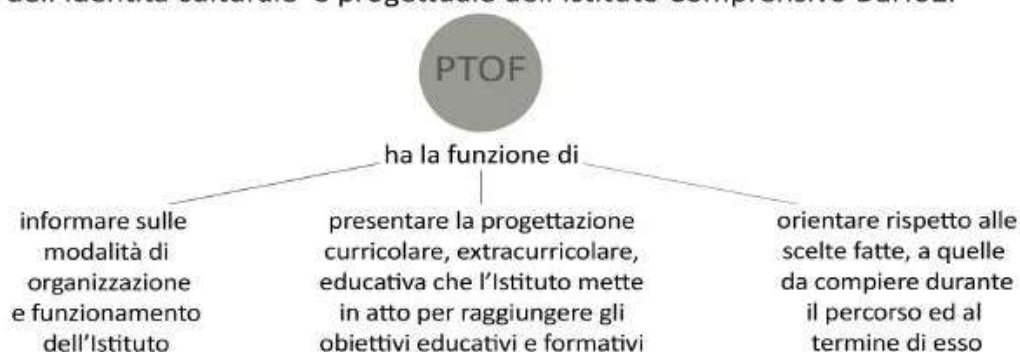 PTOF
ha la funzione di
informare sulle
modalità di
organizzazione
e funzionamento
dell'Istituto
presentare la progettazione
curricolare, extracurricolare,
educativa che l'Istituto mette
in atto per raggiungere gli
obiettivi educativi e formativi
orientare rispetto alle
scelte fatte, a quelle
da compiere durante
il percorso ed al
termine di esso